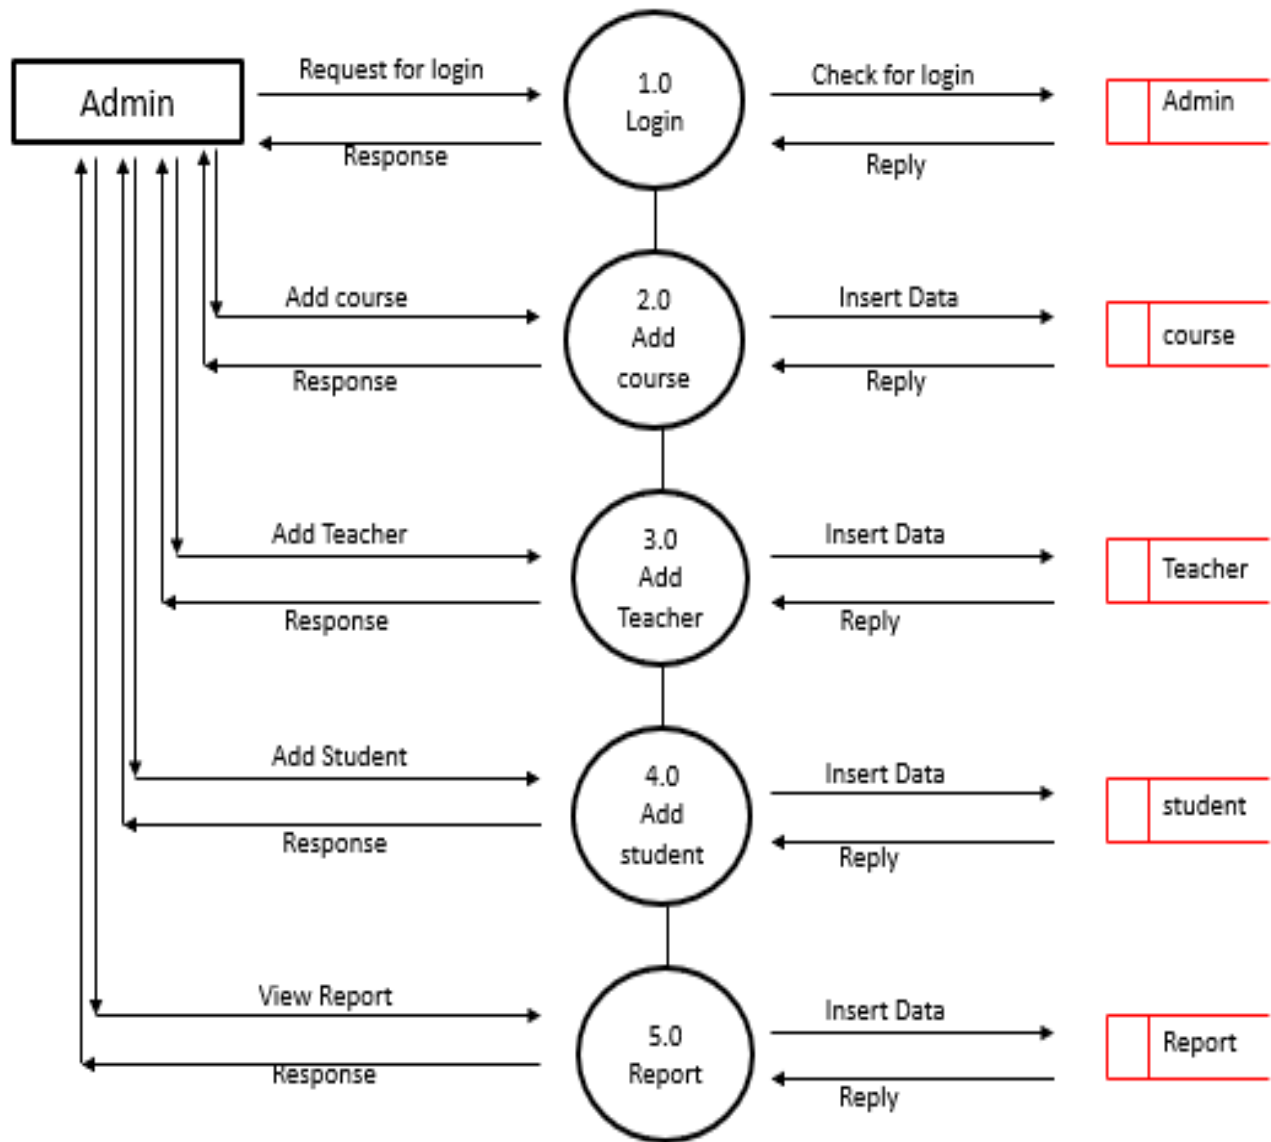 Admin
Request for login
Response
1.0
Login
Check for login
Reply
Admin
Add course
Response
2.0
Add
course
Insert Data
Reply
course
Add Teacher
Response
3.0
Add
Teacher
Insert Data
Reply
Teacher
Add Student
Response
4.0
Add
student
Insert Data
Reply
student
View Report
Response
5.0
Report
Insert Data
Reply
Report